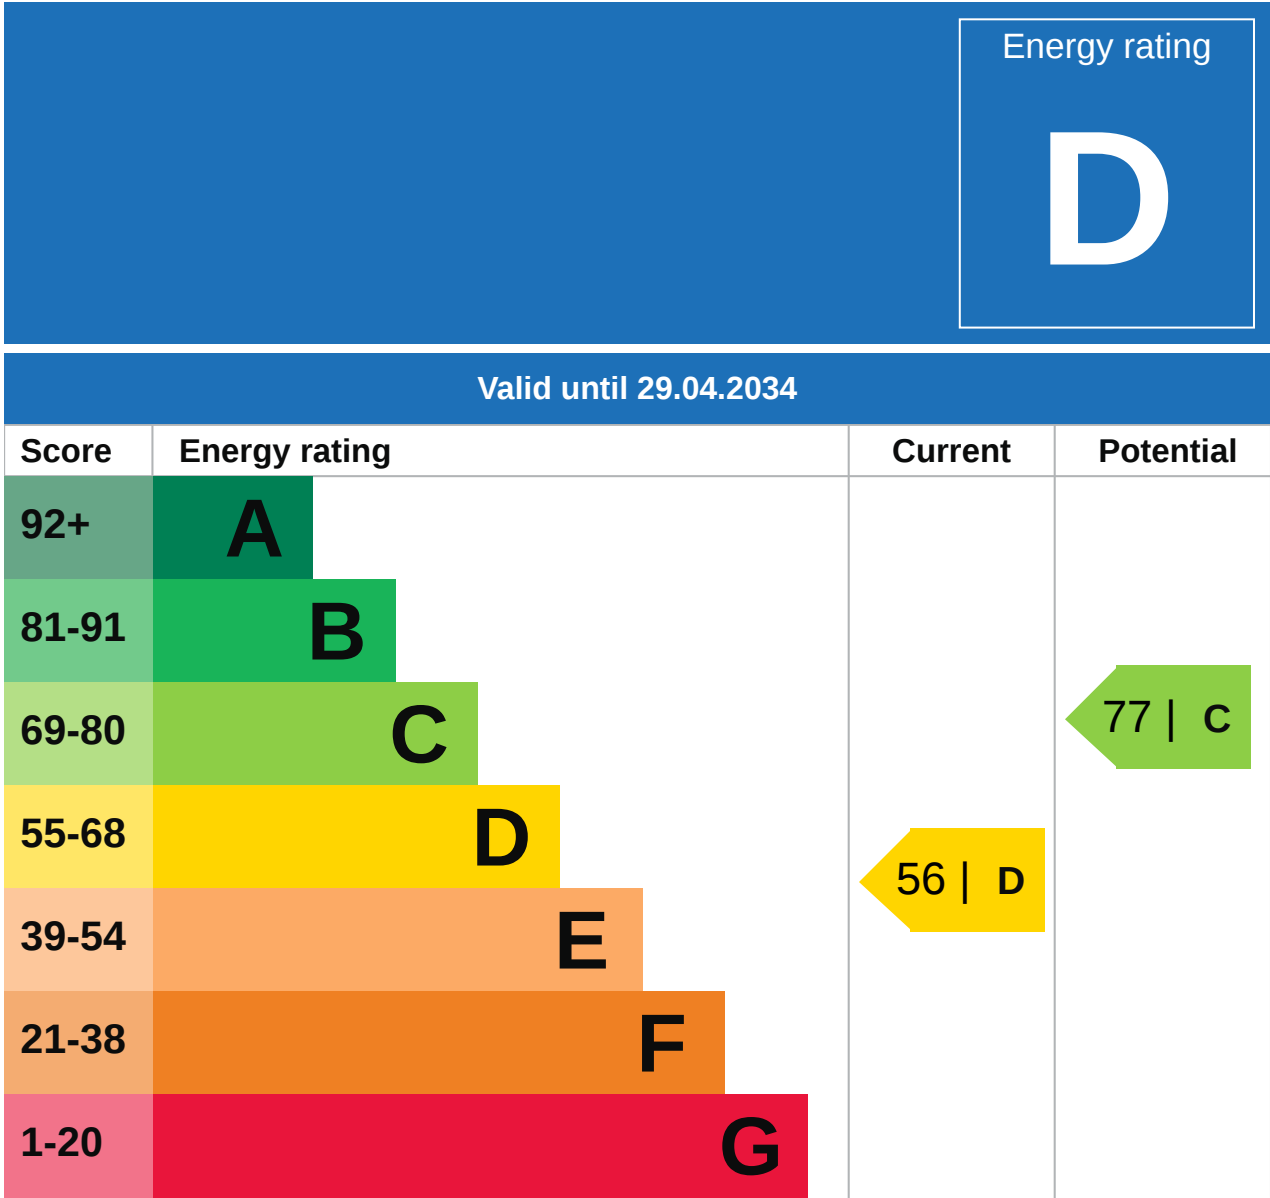 Energy rating
D
Valid until 29.04.2034
Score Energy rating Current Potential
92+ A
81-91 B
69-80 C 77 | C
55-68 D 56 | D
39-54 E
21-38 F
1-20 G